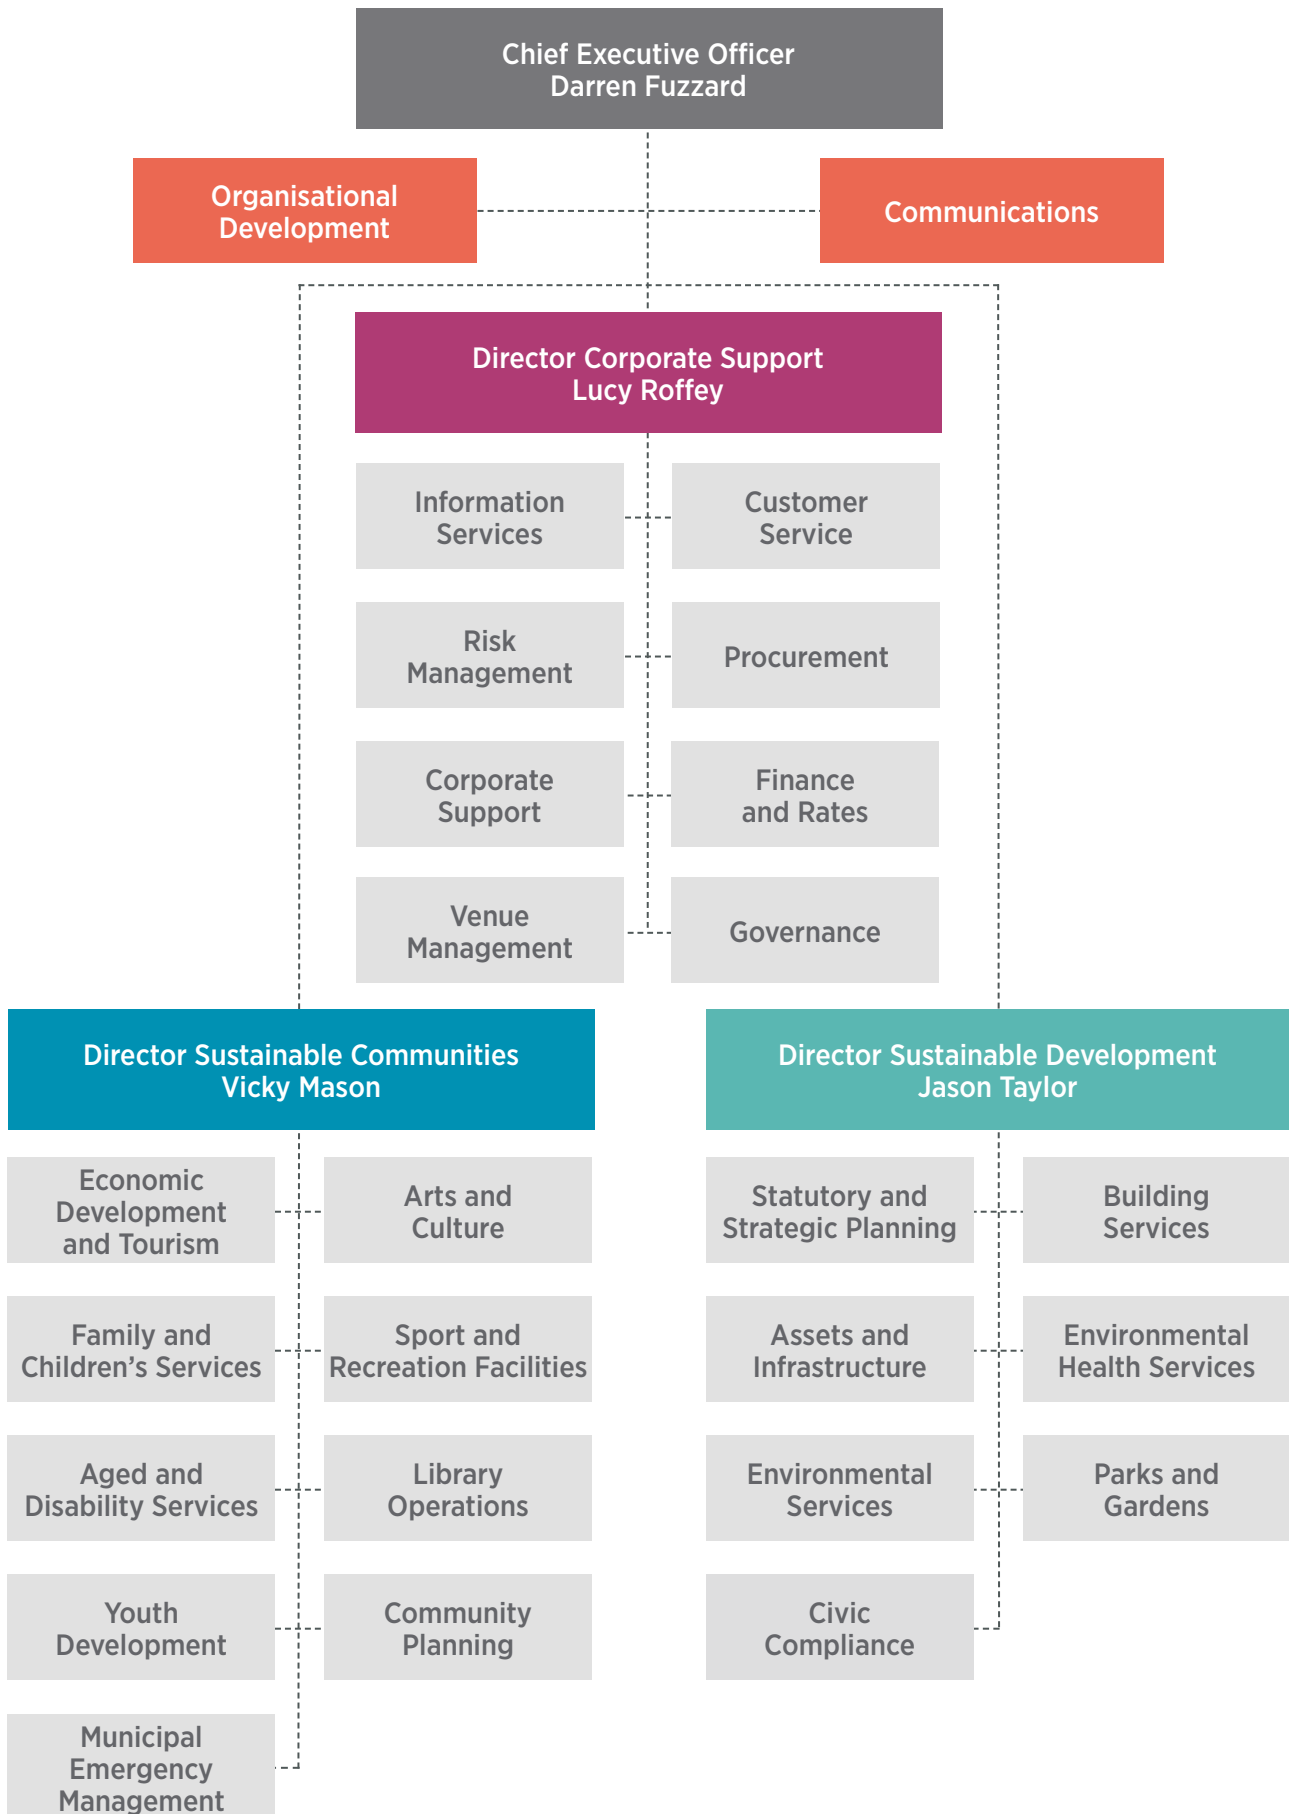 Chief Executive Officer
Darren Fuzzard
Organisational
Development
Communications
Director Corporate Support
Lucy Roffey
Information
Services
Customer
Service
Risk
Management
Procurement
Corporate
Support
Finance
and Rates
Venue
Management
Governance
Director Sustainable Communities
Vicky Mason
Economic
Development
and Tourism
Arts and
Culture
Family and
Children’s Services
Sport and
Recreation Facilities
Aged and
Disability Services
Library
Operations
Youth
Development
Community
Planning
Municipal
Emergency
Management
Director Sustainable Development
Jason Taylor
Statutory and
Strategic Planning
Building
Services
Assets and
Infrastructure
Environmental
Health Services
Environmental
Services
Parks and
Gardens
Civic
Compliance